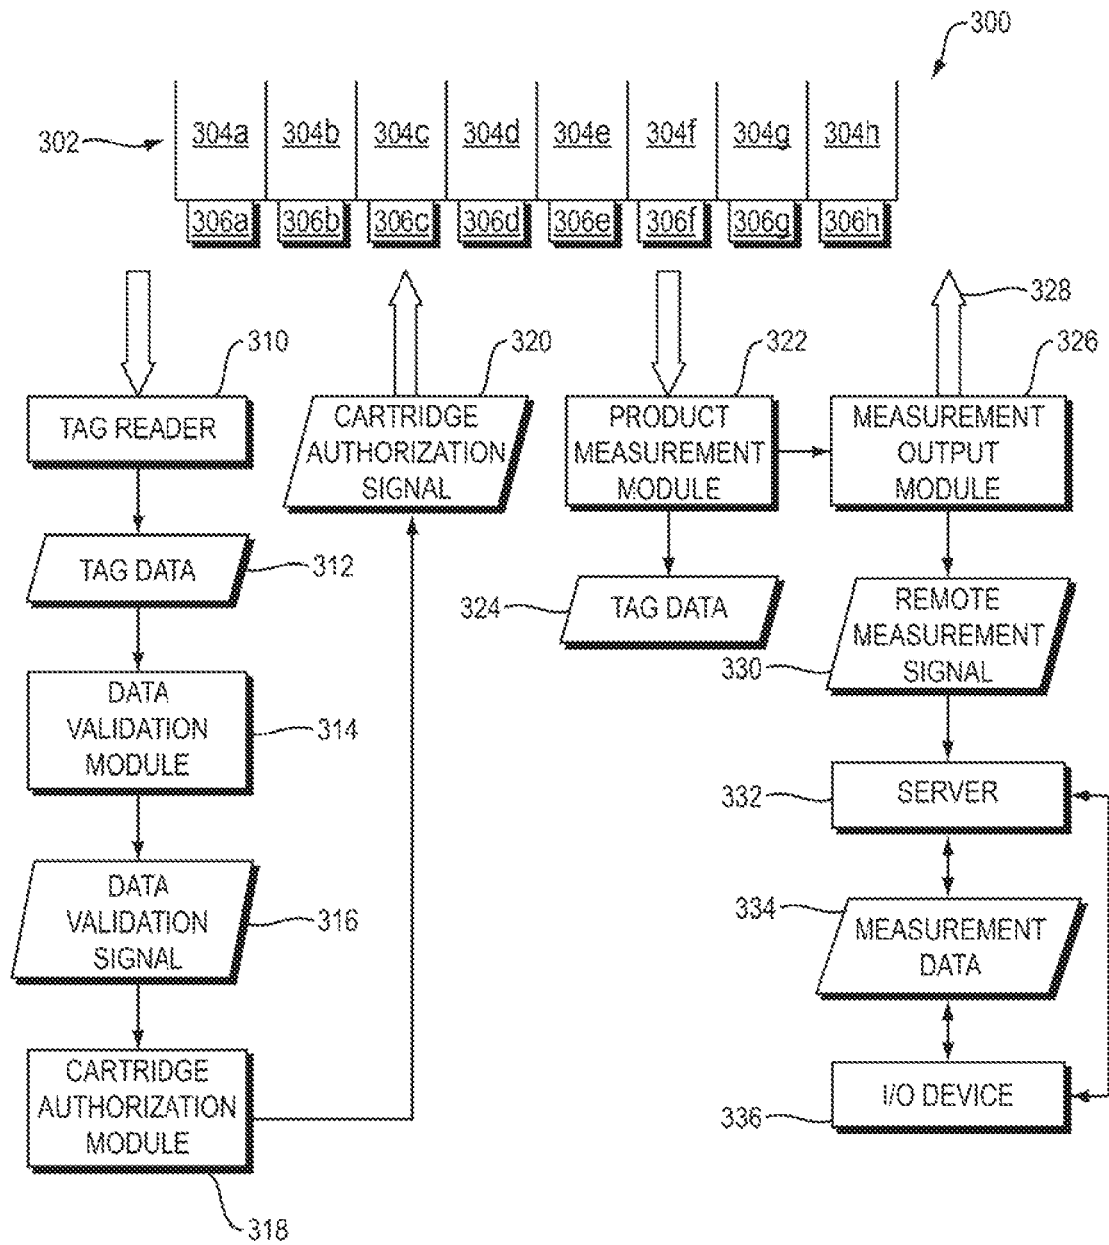 300
302
304a 304b 304c 304d 304e 304f 304g 304h
306a 306b 306c 306d 306e 306f 306g 306h
328
310
320
322
326
TAG READER
CARTRIDGE
AUTHORIZATION
SIGNAL
PRODUCT
MEASUREMENT
MODULE
MEASUREMENT
OUTPUT
MODULE
TAG DATA
312
324
TAG DATA
REMOTE
MEASUREMENT
SIGNAL
330
DATA
VALIDATION
MODULE
314
332
SERVER
DATA
VALIDATION
SIGNAL
316
334
MEASUREMENT
DATA
CARTRIDGE
AUTHORIZATION
MODULE
318
I/O DEVICE
336